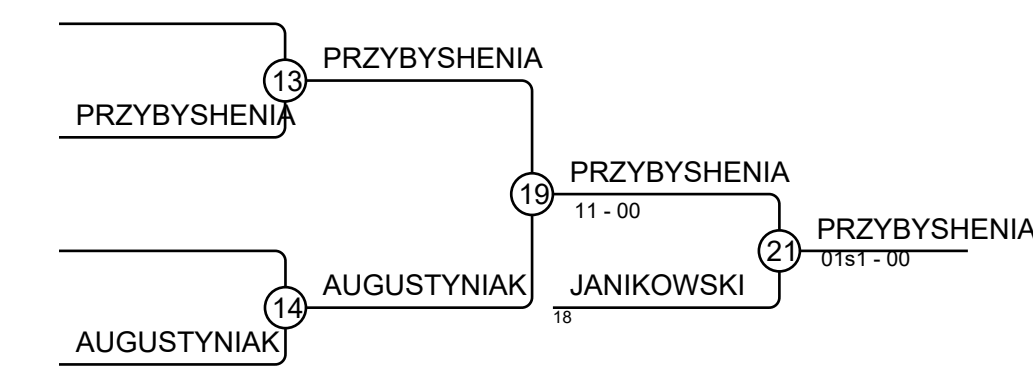 PRZYBYSHENIA
13
PRZYBYSHENIA
PRZYBYSHENIA
19
11 - 00
PRZYBYSHENIA
21
01s1 - 00
AUGUSTYNIAK
JANIKOWSKI
14
18
AUGUSTYNIAK